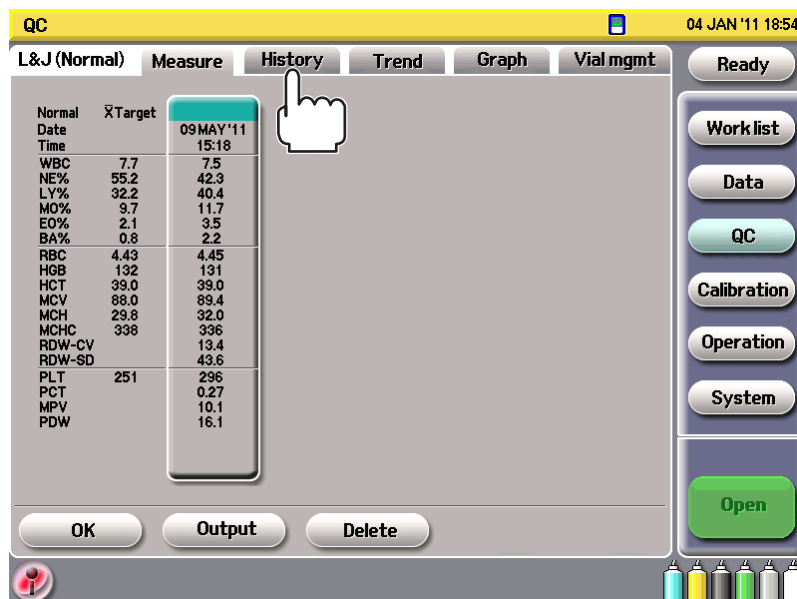 QC 04 JAN '11 18:54
L&J (Normal) Measure History Trend Graph Vial mgmt Ready
Normal X̄Target
Date 09 MAY '11
Time 15:18
WBC 7.7 7.5
NE% 55.2 42.3
LY% 32.2 40.4
MO% 9.7 11.7
EO% 2.1 3.5
BA% 0.8 2.2
RBC 4.43 4.45
HGB 132 131
HCT 39.0 39.0
MCV 88.0 89.4
MCH 29.8 32.0
MCHC 338 336
RDW-CV 13.4
RDW-SD 43.6
PLT 251 296
PCT 0.27
MPV 10.1
PDW 16.1
Work list
Data
QC
Calibration
Operation
System
Open
OK Output Delete